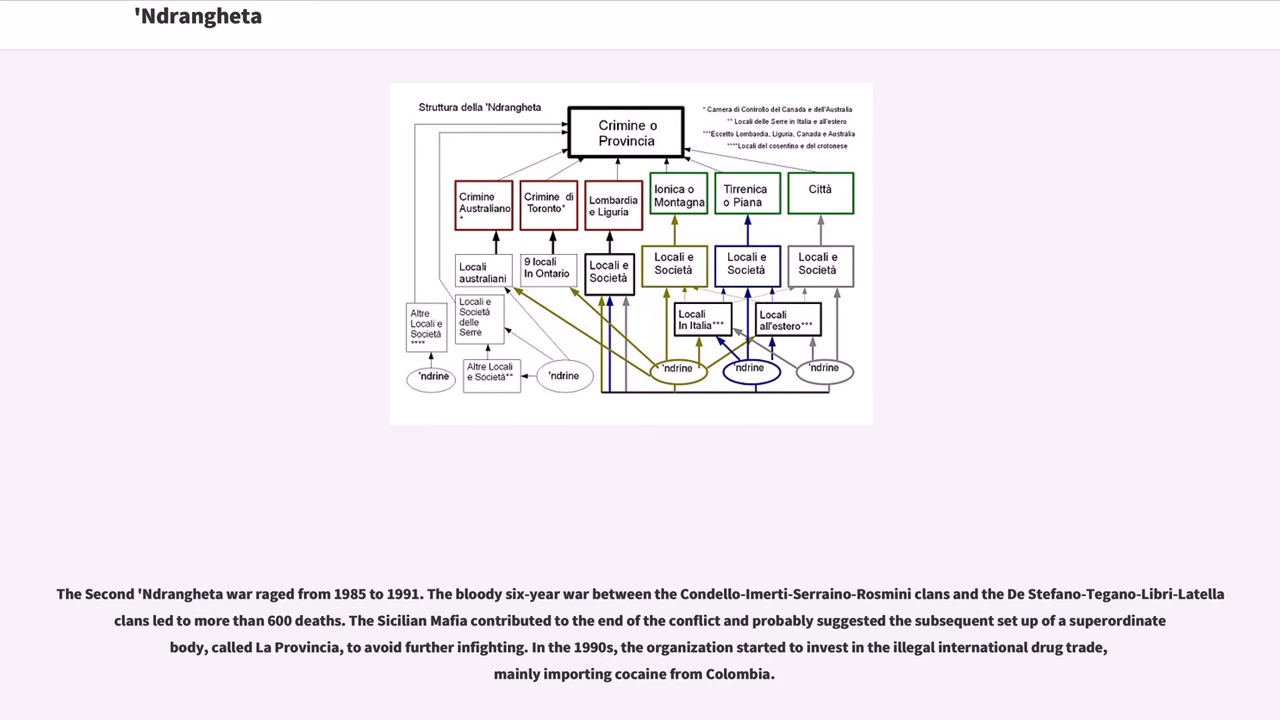 'Ndrangheta
Struttura della 'Ndrangheta
Crimine o
Provincia
* Camera di Controllo del Canada e dell'Australia
** Locali delle Serre in Italia e all'estero
***Eccetto Lombardia, Liguria, Canada e Australia
****Locali del cosentino e del crotonese
Crimine
Australiano
*
Crimine di
Toronto*
Lombardia
e Liguria
Ionica o
Montagna
Tirrenica
o Piana
Città
Locali
australiani
9 locali
In Ontario
Locali e
Società
Locali e
Società
Locali e
Società
Locali e
Società
Altre
Locali e
Società
****
Locali e
Società
delle
Serre
Locali
In Italia***
Locali
all'estero***
'ndrine
Altre Locali
e Società**
'ndrine
'ndrine
'ndrine
'ndrine
The Second 'Ndrangheta war raged from 1985 to 1991. The bloody six-year war between the Condello-Imerti-Serraino-Rosmini clans and the De Stefano-Tegano-Libri-Latella
clans led to more than 600 deaths. The Sicilian Mafia contributed to the end of the conflict and probably suggested the subsequent set up of a superordinate
body, called La Provincia, to avoid further infighting. In the 1990s, the organization started to invest in the illegal international drug trade,
mainly importing cocaine from Colombia.